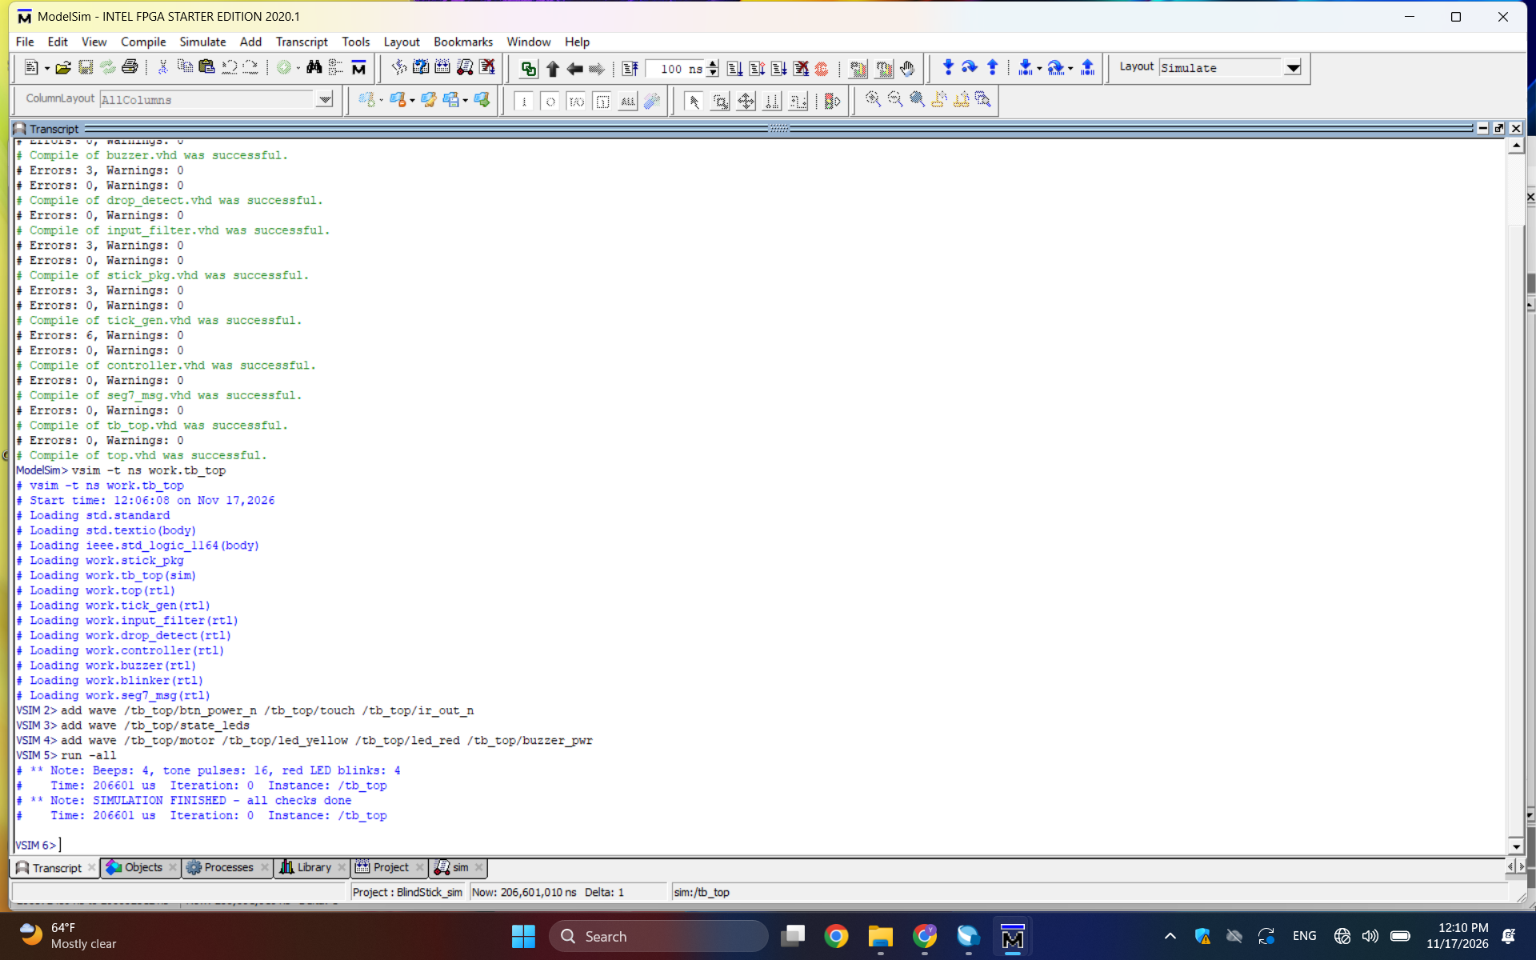 ModelSim - INTEL FPGA STARTER EDITION 2020.1
File Edit View Compile Simulate Add Transcript Tools Layout Bookmarks Window Help
100 ns
Layout Simulate
ColumnLayout AllColumns
Transcript
# Errors: 0, Warnings: 0
# Compile of buzzer.vhd was successful.
# Errors: 3, Warnings: 0
# Errors: 0, Warnings: 0
# Compile of drop_detect.vhd was successful.
# Errors: 0, Warnings: 0
# Compile of input_filter.vhd was successful.
# Errors: 3, Warnings: 0
# Errors: 0, Warnings: 0
# Compile of stick_pkg.vhd was successful.
# Errors: 3, Warnings: 0
# Errors: 0, Warnings: 0
# Compile of tick_gen.vhd was successful.
# Errors: 6, Warnings: 0
# Errors: 0, Warnings: 0
# Compile of controller.vhd was successful.
# Errors: 0, Warnings: 0
# Compile of seg7_msg.vhd was successful.
# Errors: 0, Warnings: 0
# Compile of tb_top.vhd was successful.
# Errors: 0, Warnings: 0
# Compile of top.vhd was successful.
ModelSim> vsim -t ns work.tb_top
# vsim -t ns work.tb_top
# Start time: 12:06:08 on Nov 17,2026
# Loading std.standard
# Loading std.textio(body)
# Loading ieee.std_logic_1164(body)
# Loading work.stick_pkg
# Loading work.tb_top(sim)
# Loading work.top(rtl)
# Loading work.tick_gen(rtl)
# Loading work.input_filter(rtl)
# Loading work.drop_detect(rtl)
# Loading work.controller(rtl)
# Loading work.buzzer(rtl)
# Loading work.blinker(rtl)
# Loading work.seg7_msg(rtl)
VSIM 2> add wave /tb_top/btn_power_n /tb_top/touch /tb_top/ir_out_n
VSIM 3> add wave /tb_top/state_leds
VSIM 4> add wave /tb_top/motor /tb_top/led_yellow /tb_top/led_red /tb_top/buzzer_pwr
VSIM 5> run -all
# ** Note: Beeps: 4, tone pulses: 16, red LED blinks: 4
# Time: 206601 us Iteration: 0 Instance: /tb_top
# ** Note: SIMULATION FINISHED - all checks done
# Time: 206601 us Iteration: 0 Instance: /tb_top
VSIM 6>
Transcript Objects Processes Library Project sim
Project : BlindStick_sim Now: 206,601,010 ns Delta: 1 sim:/tb_top
64°F
Mostly clear
Search
ENG
12:10 PM
11/17/2026